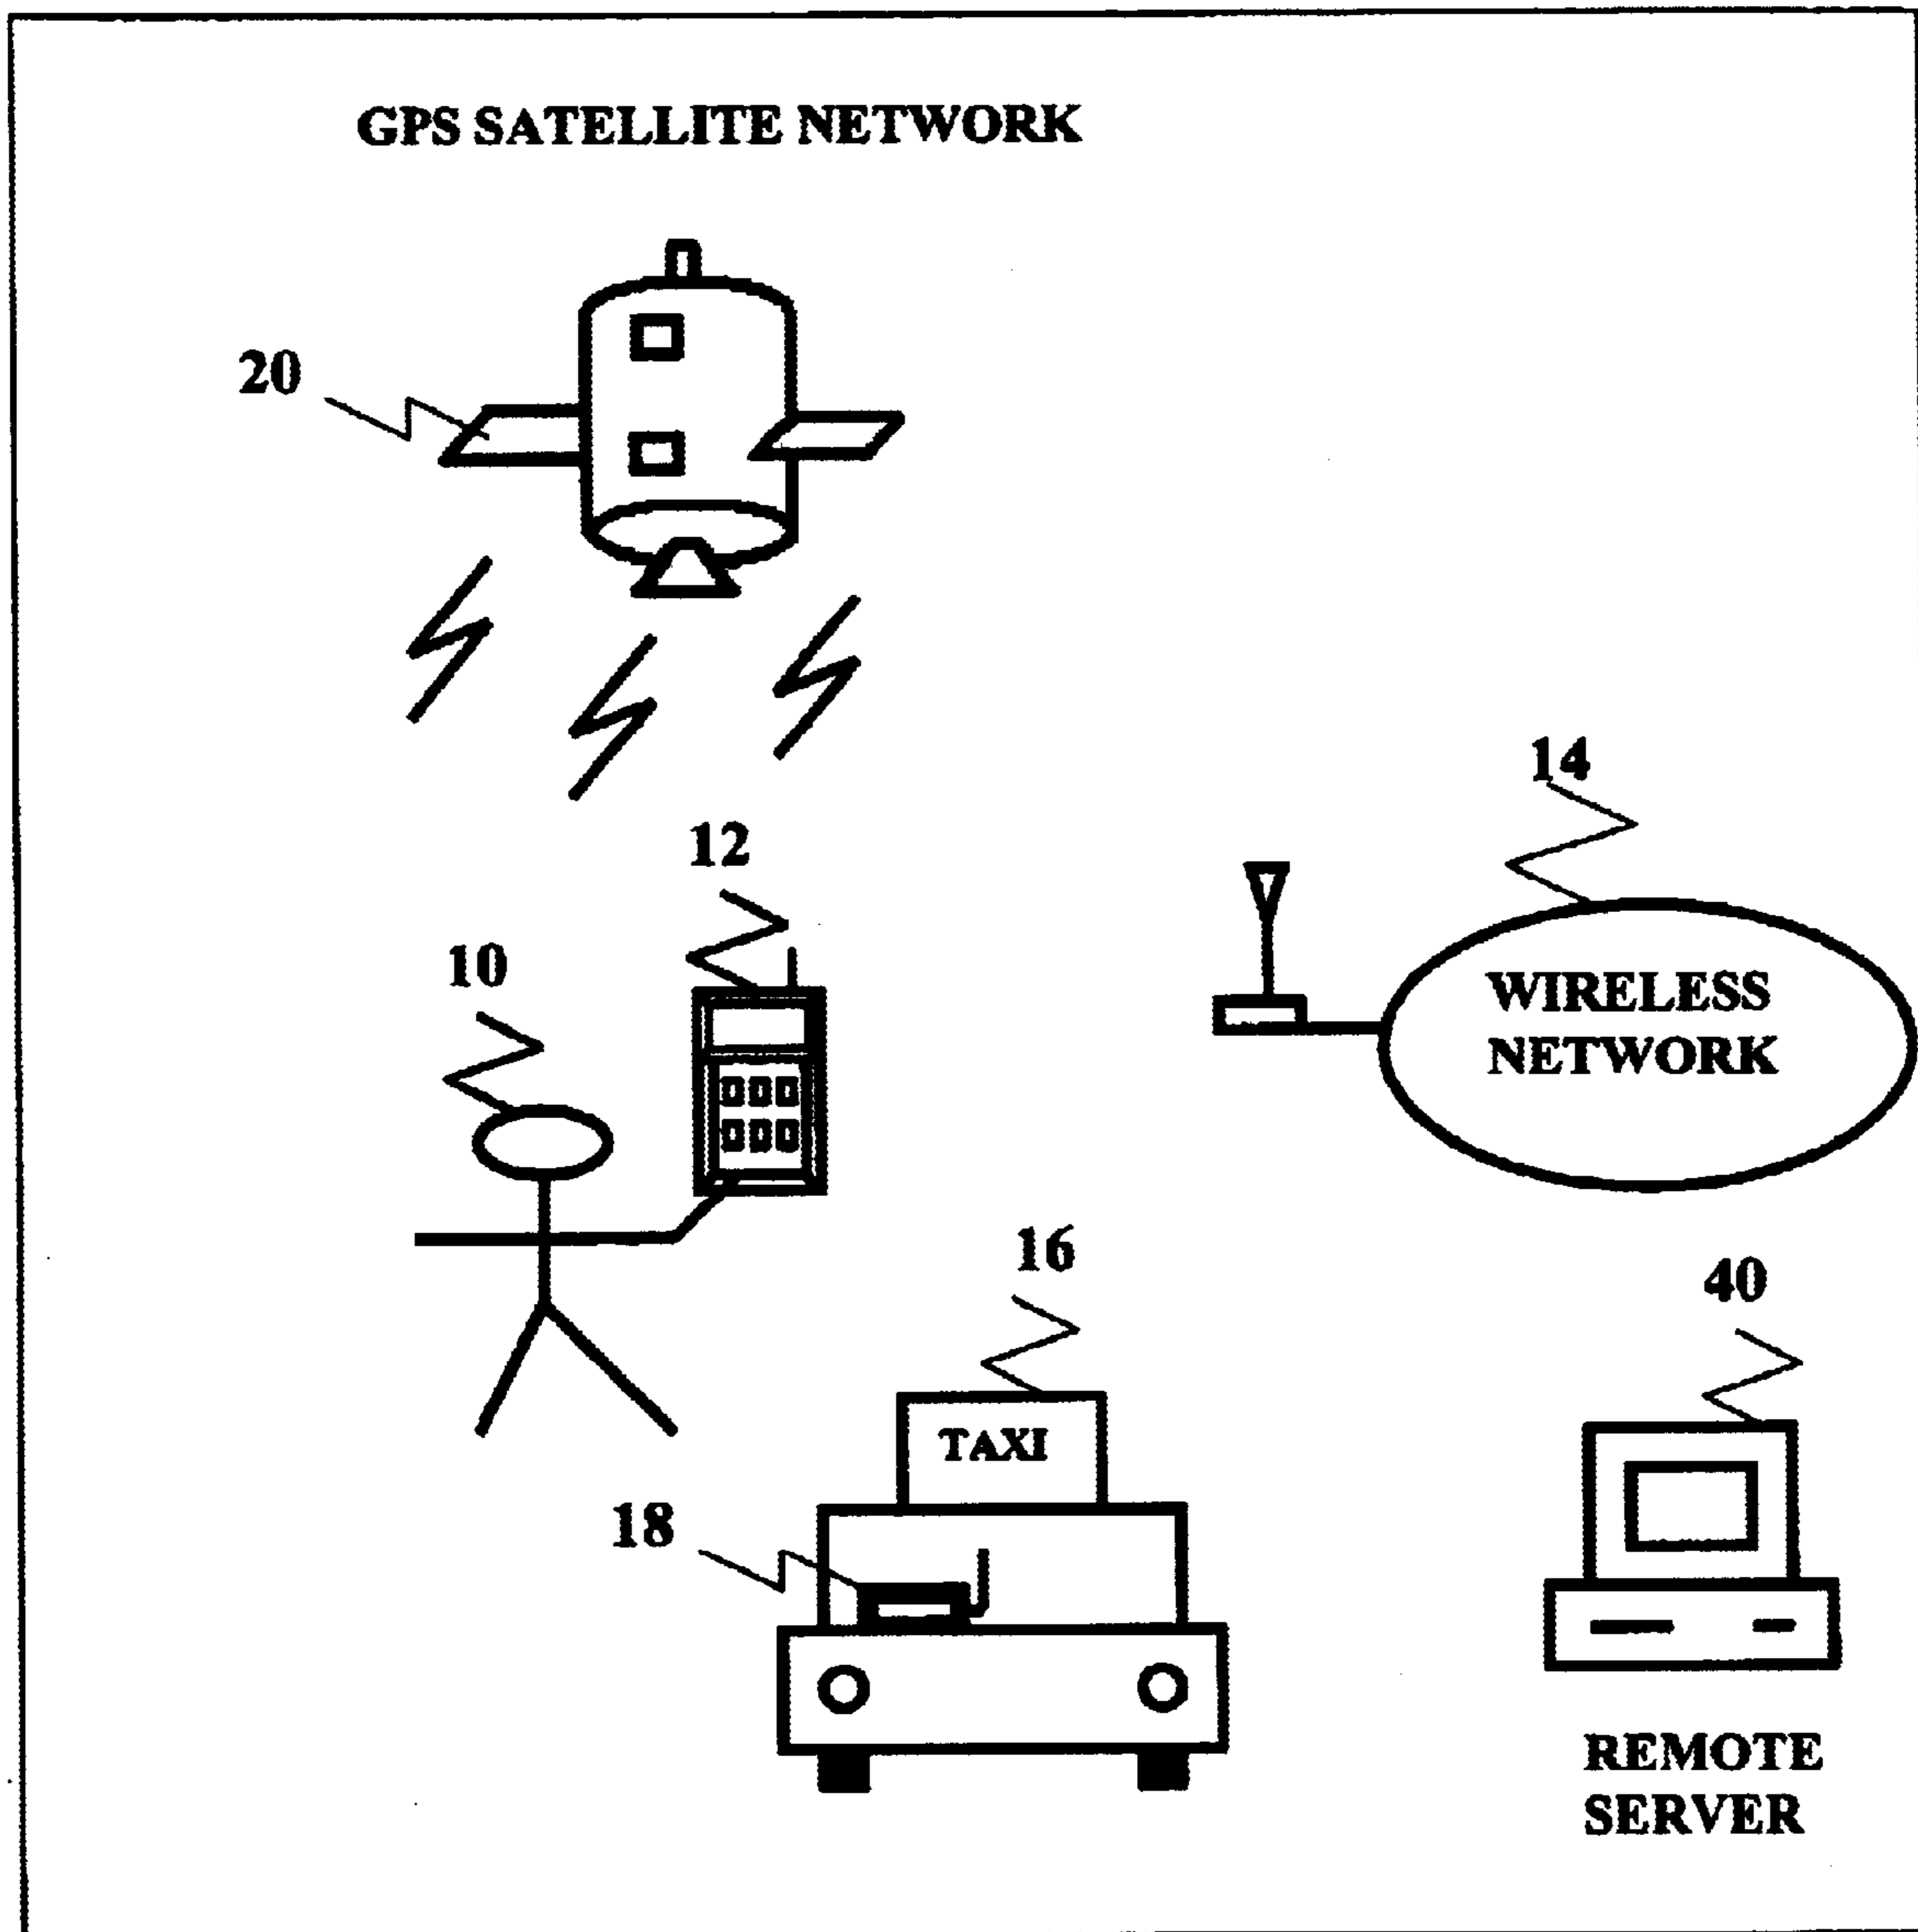 GPS SATELLITE NETWORK
20
14
12
10
WIRELESS
NETWORK
16
40
TAXI
18
REMOTE
SERVER